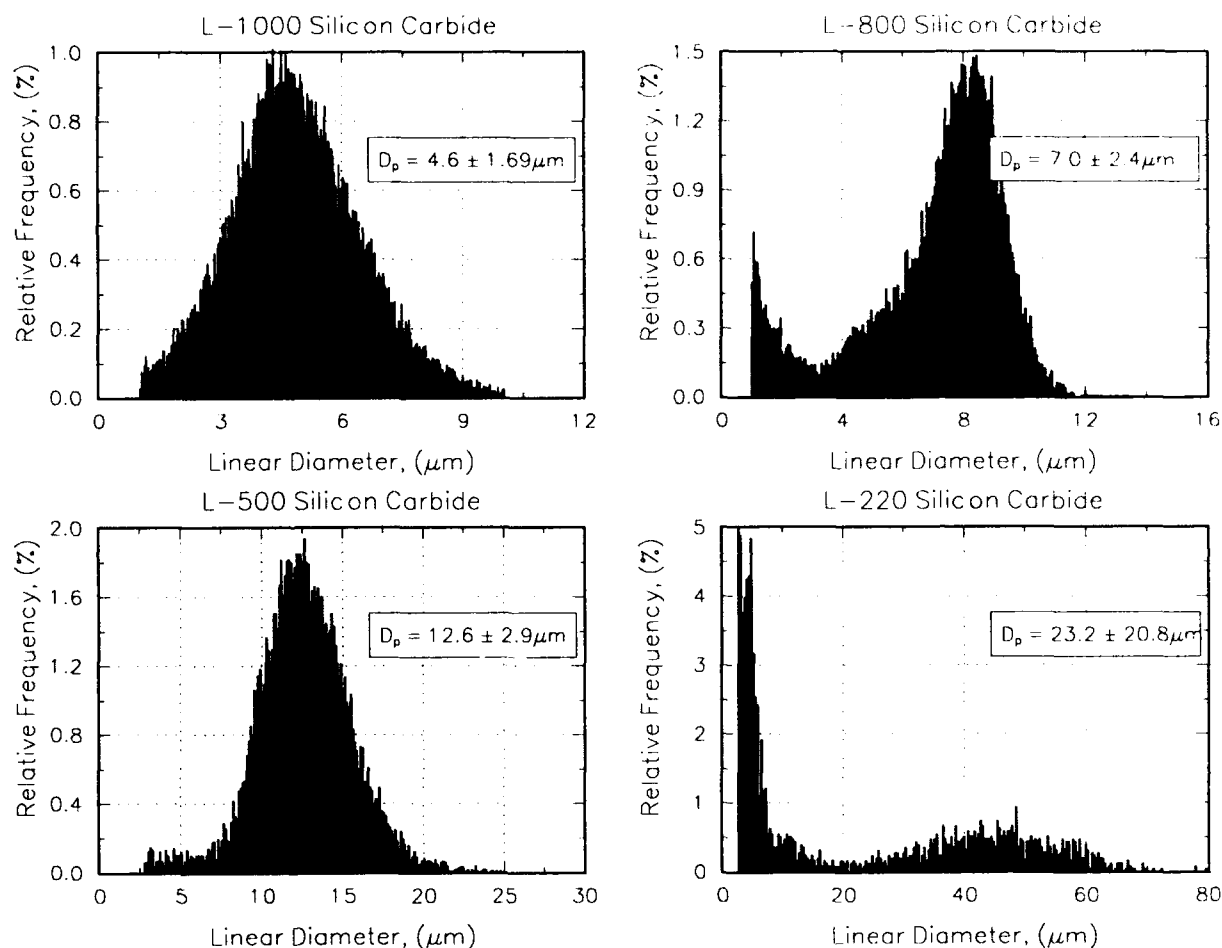 L-1000 Silicon Carbide
Relative Frequency, (%)
1.0
0.8
0.6
0.4
0.2
0.0
D_p = 4.6 ± 1.69μm
0 3 6 9 12
Linear Diameter, (μm)
L-800 Silicon Carbide
Relative Frequency, (%)
1.5
1.2
0.9
0.6
0.3
0.0
D_p = 7.0 ± 2.4μm
0 4 8 12 16
Linear Diameter, (μm)
L-500 Silicon Carbide
Relative Frequency, (%)
2.0
1.6
1.2
0.8
0.4
0.0
D_p = 12.6 ± 2.9μm
0 5 10 15 20 25 30
Linear Diameter, (μm)
L-220 Silicon Carbide
Relative Frequency, (%)
5
4
3
2
1
0
D_p = 23.2 ± 20.8μm
0 20 40 60 80
Linear Diameter, (μm)